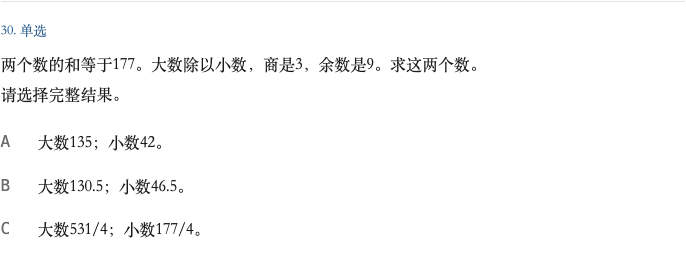 30. 单选
两个数的和等于177。大数除以小数，商是3，余数是9。求这两个数。
请选择完整结果。
A 大数135；小数42。
B 大数130.5；小数46.5。
C 大数531/4；小数177/4。